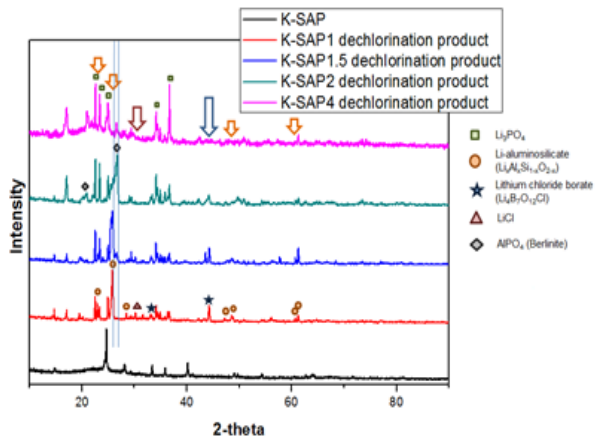 K-SAP
K-SAP1 dechlorination product
K-SAP1.5 dechlorination product
K-SAP2 dechlorination product
K-SAP4 dechlorination product
Intensity
20
40
60
80
2-theta
Li₃PO₄
Li-aluminosilicate
(LiₓAlₓSi₁₋ₓO₂₋ₓ)
Lithium chloride borate
(Li₄B₇O₁₂Cl)
LiCl
AlPO₄ (Berlinite)